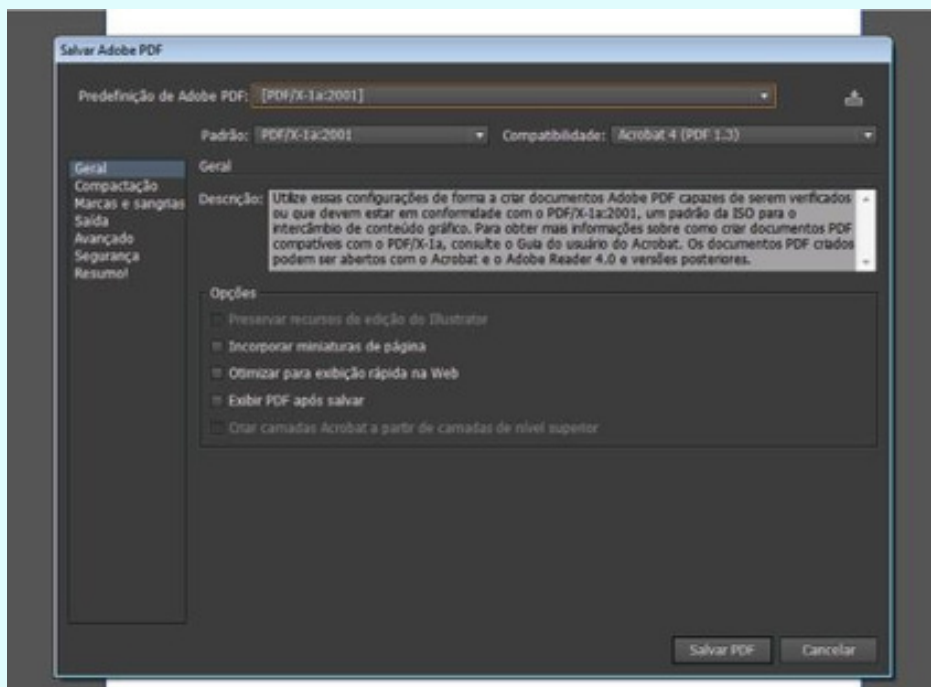 Salvar Adobe PDF
Predefinição de Adobe PDF: [PDF/X-1a:2001]
Padrão: PDF/X-1a:2001 Compatibilidade: Acrobat 4 (PDF 1.3)
Geral
Compactação
Marcas e sangrias
Saída
Avançado
Segurança
Resumo!
Geral
Descrição: Utilize essas configurações de forma a criar documentos Adobe PDF capazes de serem verificados
ou que devem estar em conformidade com o PDF/X-1a:2001, um padrão da ISO para o
intercâmbio de conteúdo gráfico. Para obter mais informações sobre como criar documentos PDF
compatíveis com o PDF/X-1a, consulte o Guia do usuário do Acrobat. Os documentos PDF criados
podem ser abertos com o Acrobat e o Adobe Reader 4.0 e versões posteriores.
Opções
Preservar recursos de edição do Illustrator
Incorporar miniaturas de página
Otimizar para exibição rápida na Web
Exibir PDF após salvar
Criar camadas Acrobat a partir de camadas de nível superior
Salvar PDF Cancelar